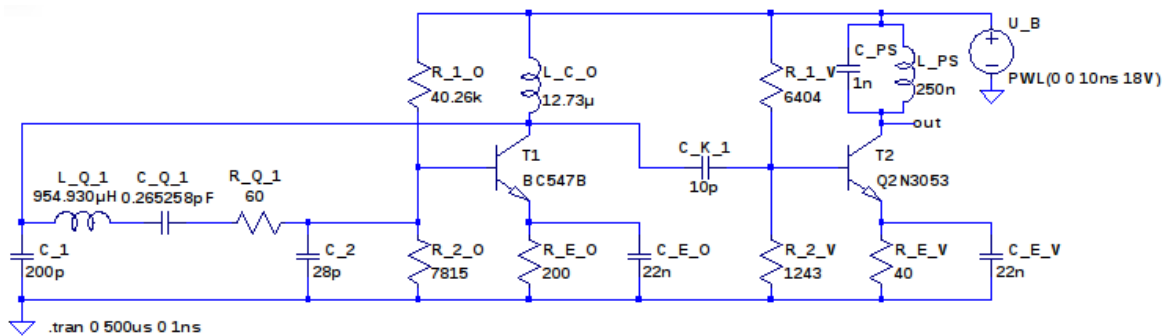 U_B
PWL(0 0 10ns 18V)
C_PS
1n
L_PS
250n
R_1_O
40.26k
L_C_O
12.73µ
R_1_V
6404
out
T1
BC547B
C_K_1
10p
T2
Q2N3053
L_Q_1
954.930µH
C_Q_1
0.265258pF
R_Q_1
60
C_1
200p
C_2
28p
R_2_O
7815
R_E_O
200
C_E_O
22n
R_2_V
1243
R_E_V
40
C_E_V
22n
.tran 0 500us 0 1ns